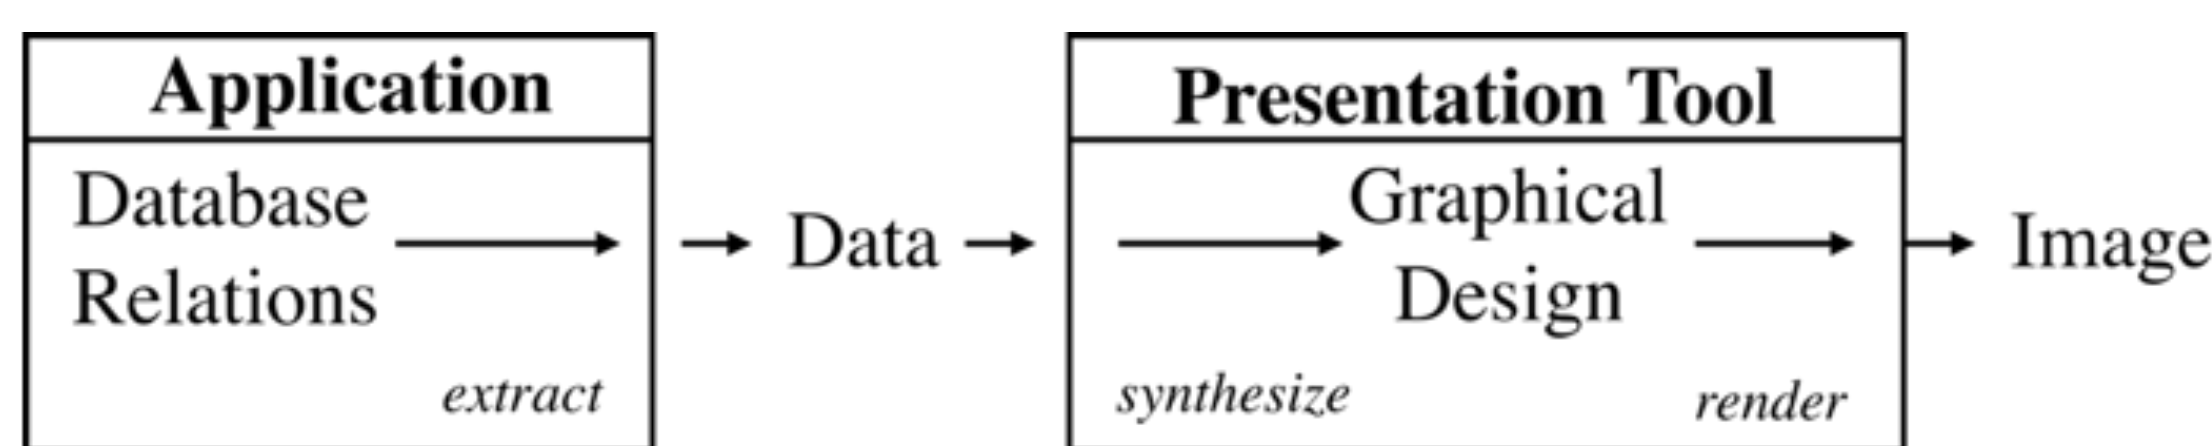 Application
Database
Relations
extract
Data
Presentation Tool
Graphical
Design
synthesize
render
Image